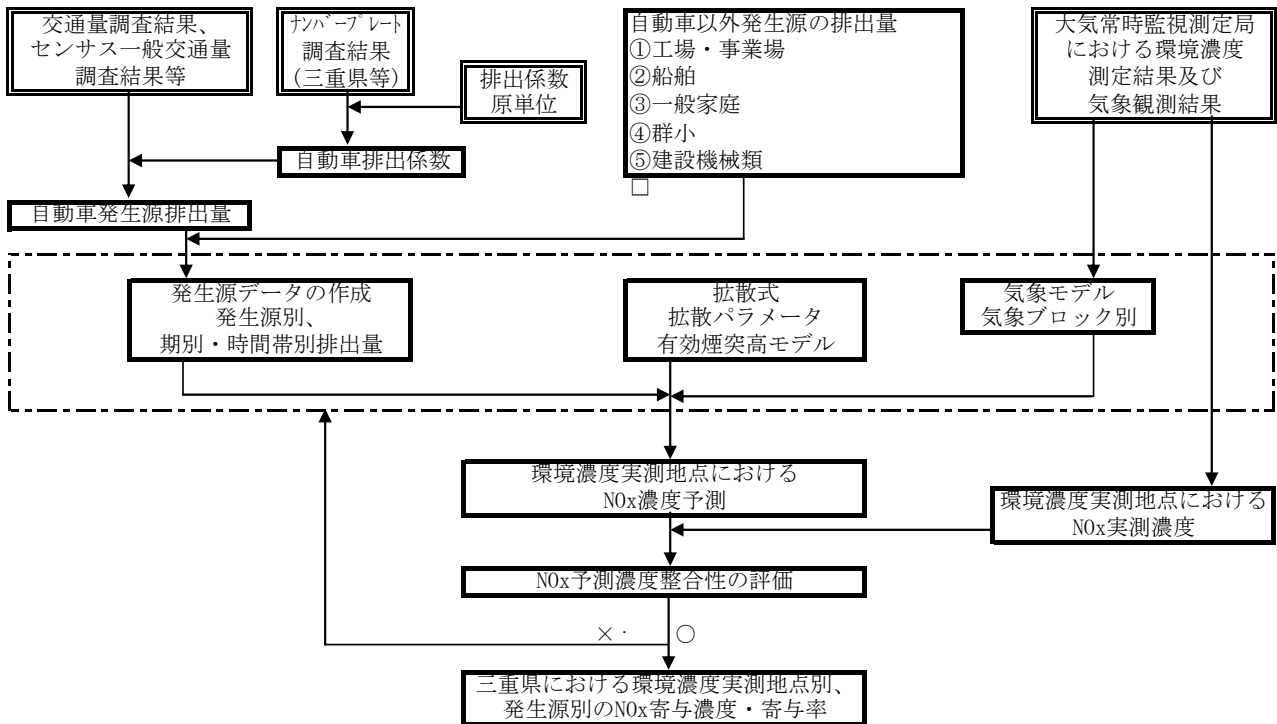 交通量調査結果、
センサス一般交通量
調査結果等
ﾅﾝﾊﾞｰﾌﾟﾚｰﾄ
調査結果
(三重県等)
排出係数
原単位
自動車以外発生源の排出量
①工場・事業場
②船舶
③一般家庭
④群小
⑤建設機械類
□
大気常時監視測定局
における環境濃度
測定結果及び
気象観測結果
自動車排出係数
自動車発生源排出量
発生源データの作成
発生源別、
期別・時間帯別排出量
拡散式
拡散パラメータ
有効煙突高モデル
気象モデル
気象ブロック別
環境濃度実測地点における
NOx濃度予測
環境濃度実測地点における
NOx実測濃度
NOx予測濃度整合性の評価
×・ ○
三重県における環境濃度実測地点別、
発生源別のNOx寄与濃度・寄与率